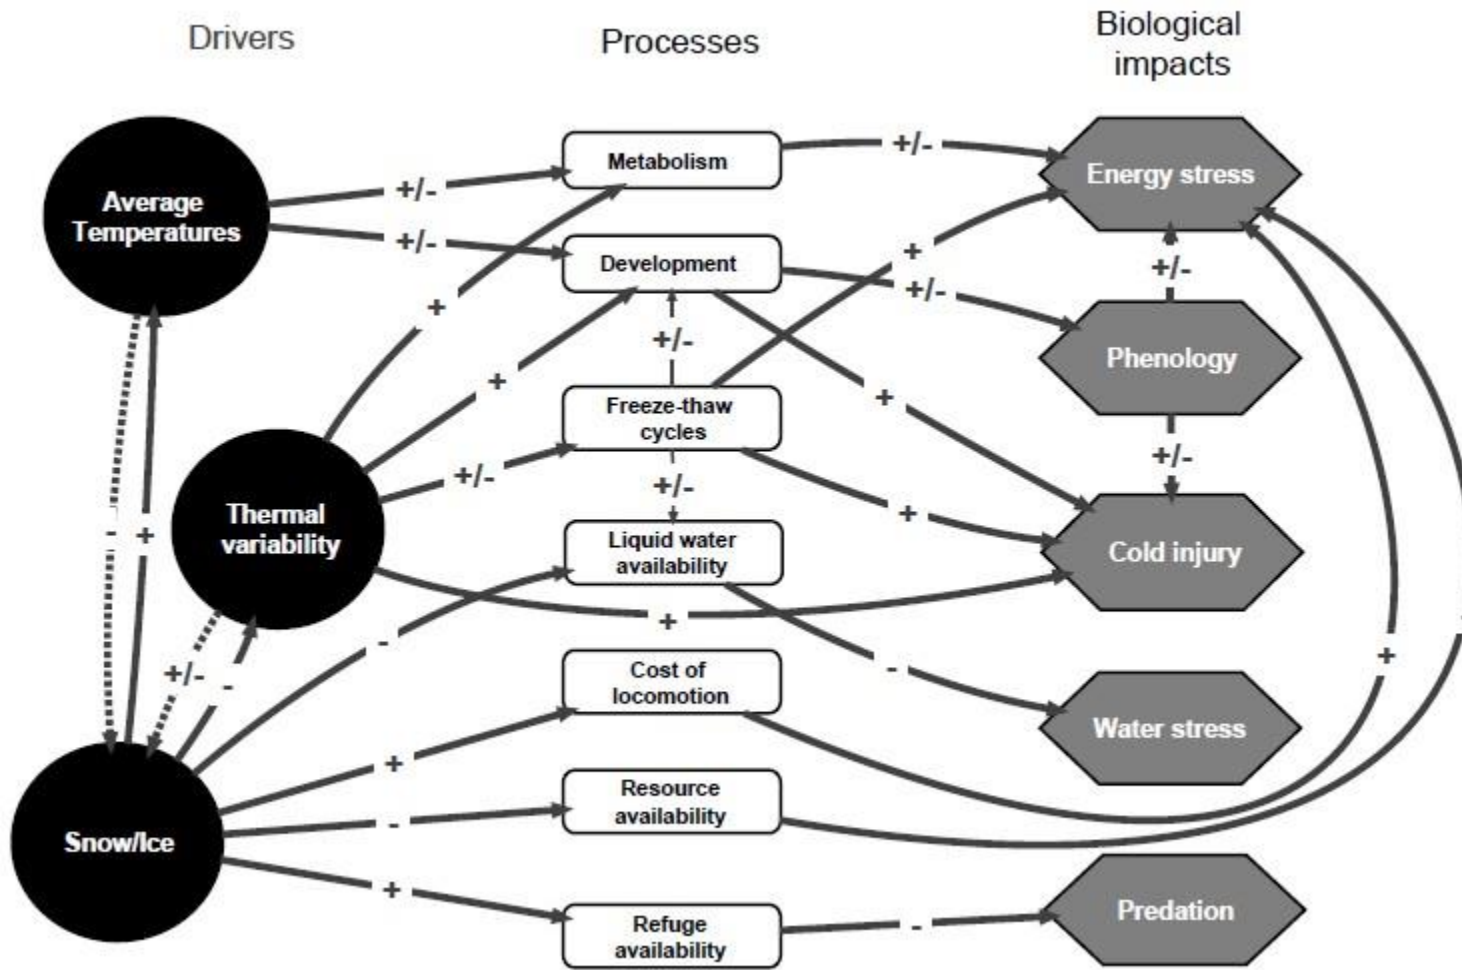 Drivers
Processes
Biological
impacts
Average
Temperatures
Thermal
variability
Snow/Ice
Metabolism
Development
Freeze-thaw
cycles
Liquid water
availability
Cost of
locomotion
Resource
availability
Refuge
availability
Energy stress
Phenology
Cold injury
Water stress
Predation
+/-
+/-
+/-
+
+
+/-
+/-
+
+/-
+/-
+
+/-
+/-
+/-
+
-
+
+
+/-
-
-
-
+
+
-
+
-